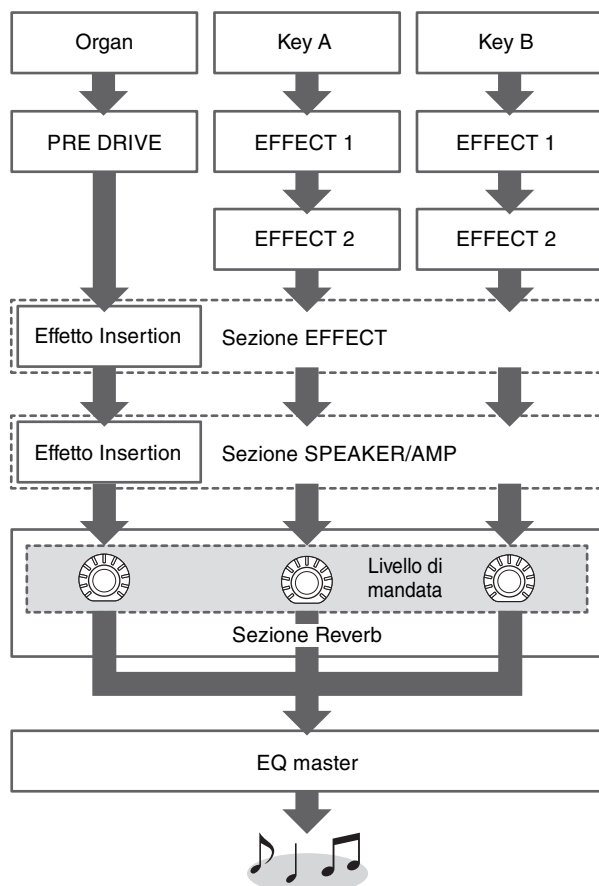 Organ
Key A
Key B
PRE DRIVE
EFFECT 1
EFFECT 1
EFFECT 2
EFFECT 2
Effetto Insertion
Sezione EFFECT
Effetto Insertion
Sezione SPEAKER/AMP
Livello di
mandata
Sezione Reverb
EQ master